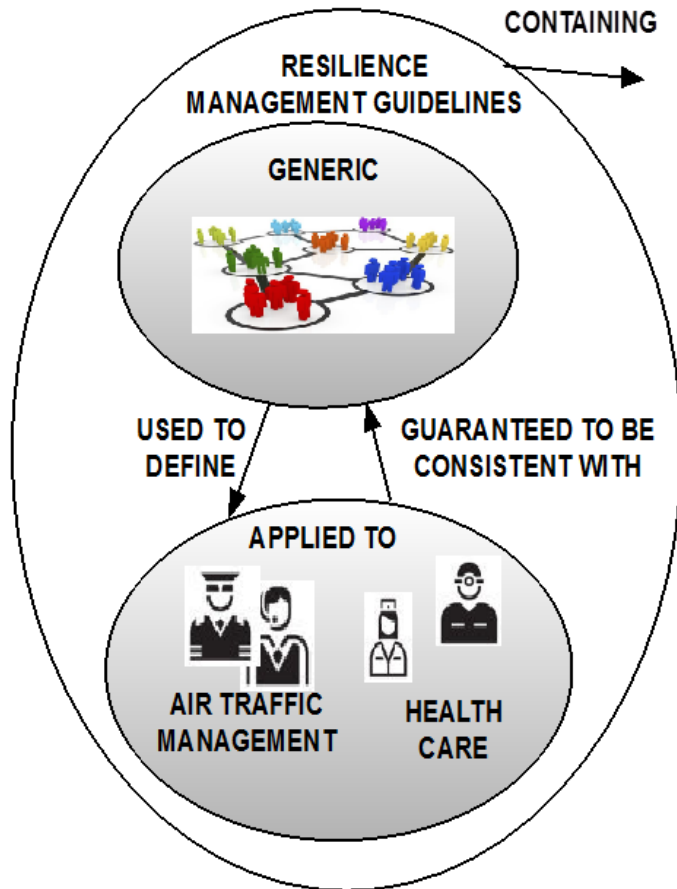 CONTAINING
RESILIENCE
MANAGEMENT GUIDELINES
GENERIC
USED TO
DEFINE
GUARANTEED TO BE
CONSISTENT WITH
APPLIED TO
AIR TRAFFIC
MANAGEMENT
HEALTH
CARE